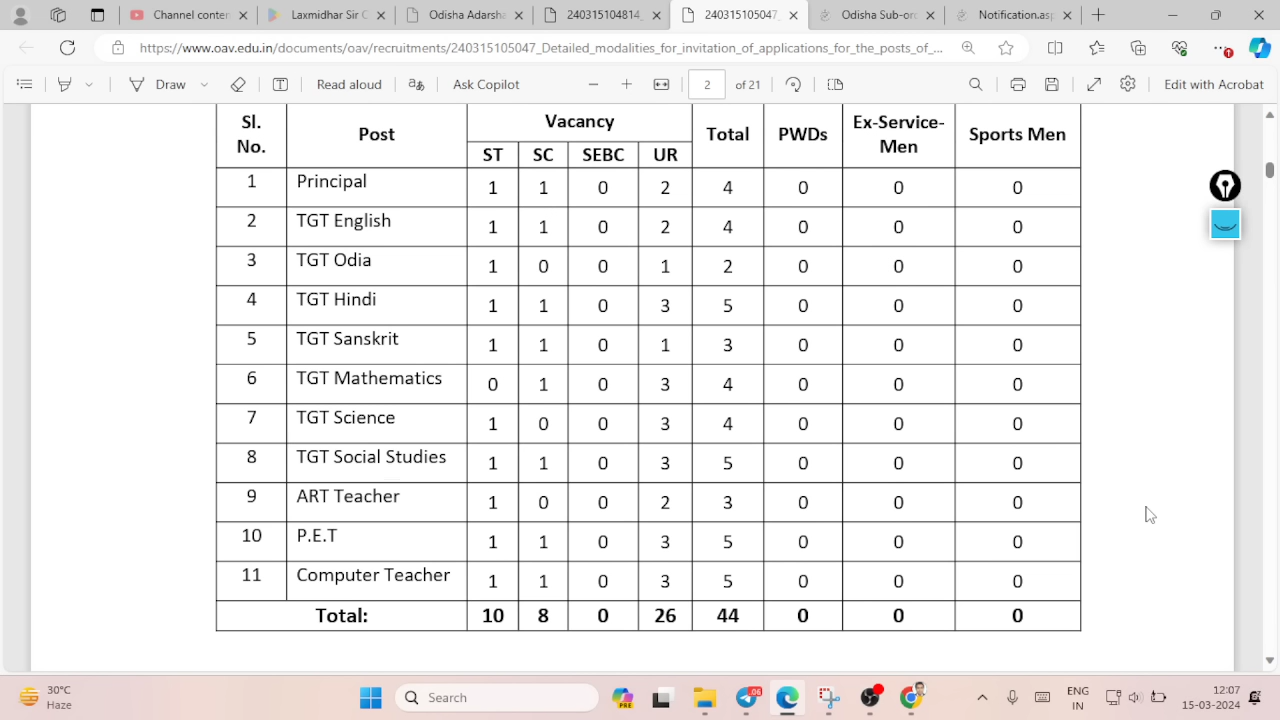 Channel conten
Laxmidhar Sir C
Odisha Adarsha
240315104814_
240315105047_
Odisha Sub-ord
Notification.asp
https://www.oav.edu.in/documents/oav/recruitments/240315105047_Detailed_modalities_for_invitation_of_applications_for_the_posts_of_...
Draw
Read aloud
Ask Copilot
2 of 21
Edit with Acrobat
Sl. No. Post Vacancy Total PWDs Ex-Service-Men Sports Men
ST SC SEBC UR
1 Principal 1 1 0 2 4 0 0 0
2 TGT English 1 1 0 2 4 0 0 0
3 TGT Odia 1 0 0 1 2 0 0 0
4 TGT Hindi 1 1 0 3 5 0 0 0
5 TGT Sanskrit 1 1 0 1 3 0 0 0
6 TGT Mathematics 0 1 0 3 4 0 0 0
7 TGT Science 1 0 0 3 4 0 0 0
8 TGT Social Studies 1 1 0 3 5 0 0 0
9 ART Teacher 1 0 0 2 3 0 0 0
10 P.E.T 1 1 0 3 5 0 0 0
11 Computer Teacher 1 1 0 3 5 0 0 0
Total: 10 8 0 26 44 0 0 0
30°C
Haze
Search
PRE
.06
ENG
IN
12:07
15-03-2024